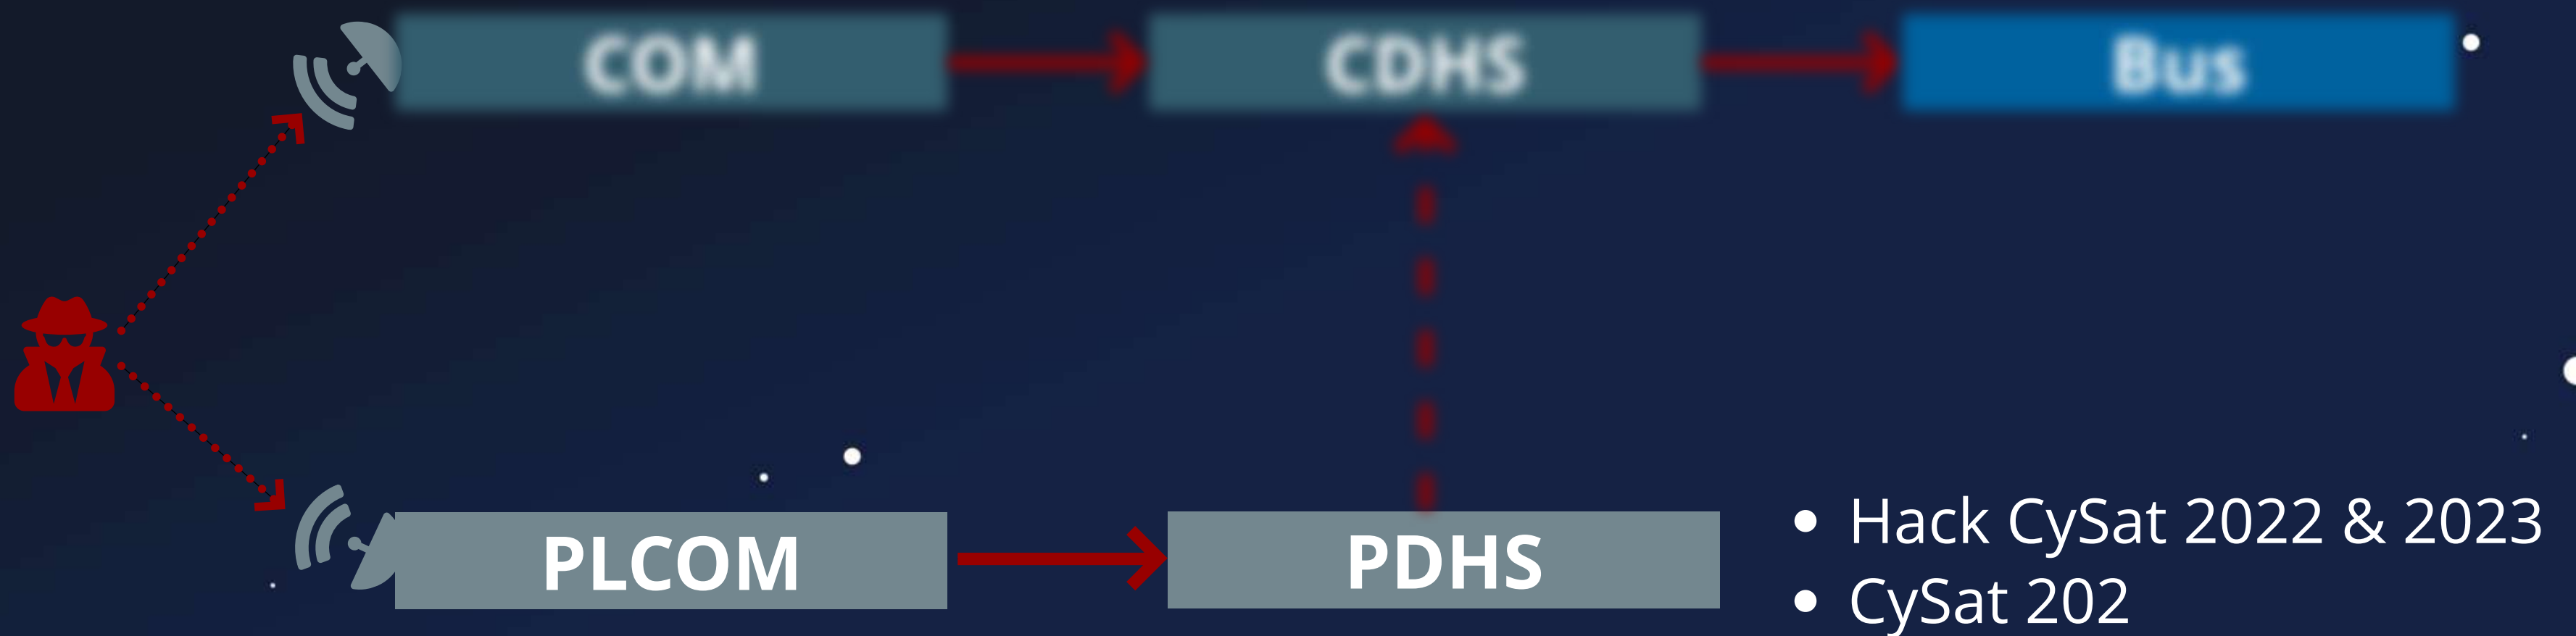 COM
CDHS
Bus
PLCOM
PDHS
• Hack CySat 2022 & 2023
• CySat 202